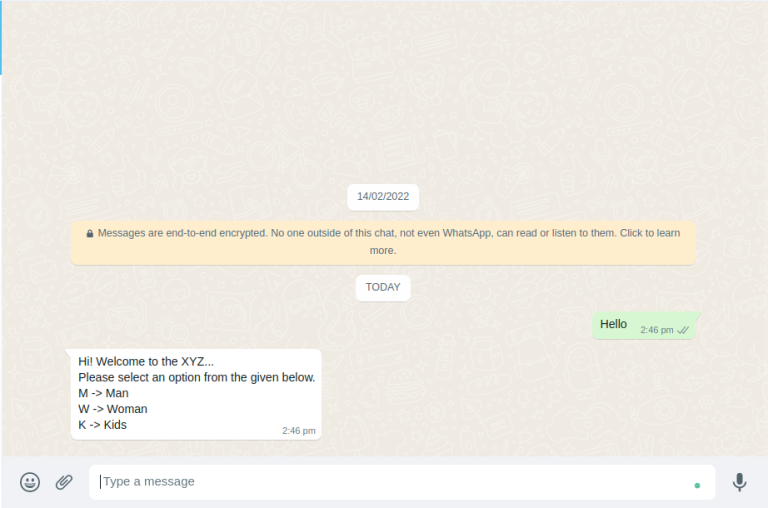 14/02/2022
Messages are end-to-end encrypted. No one outside of this chat, not even WhatsApp, can read or listen to them. Click to learn
more.
TODAY
Hello
2:46 pm
Hi! Welcome to the XYZ...
Please select an option from the given below.
M -> Man
W -> Woman
K -> Kids
2:46 pm
Type a message